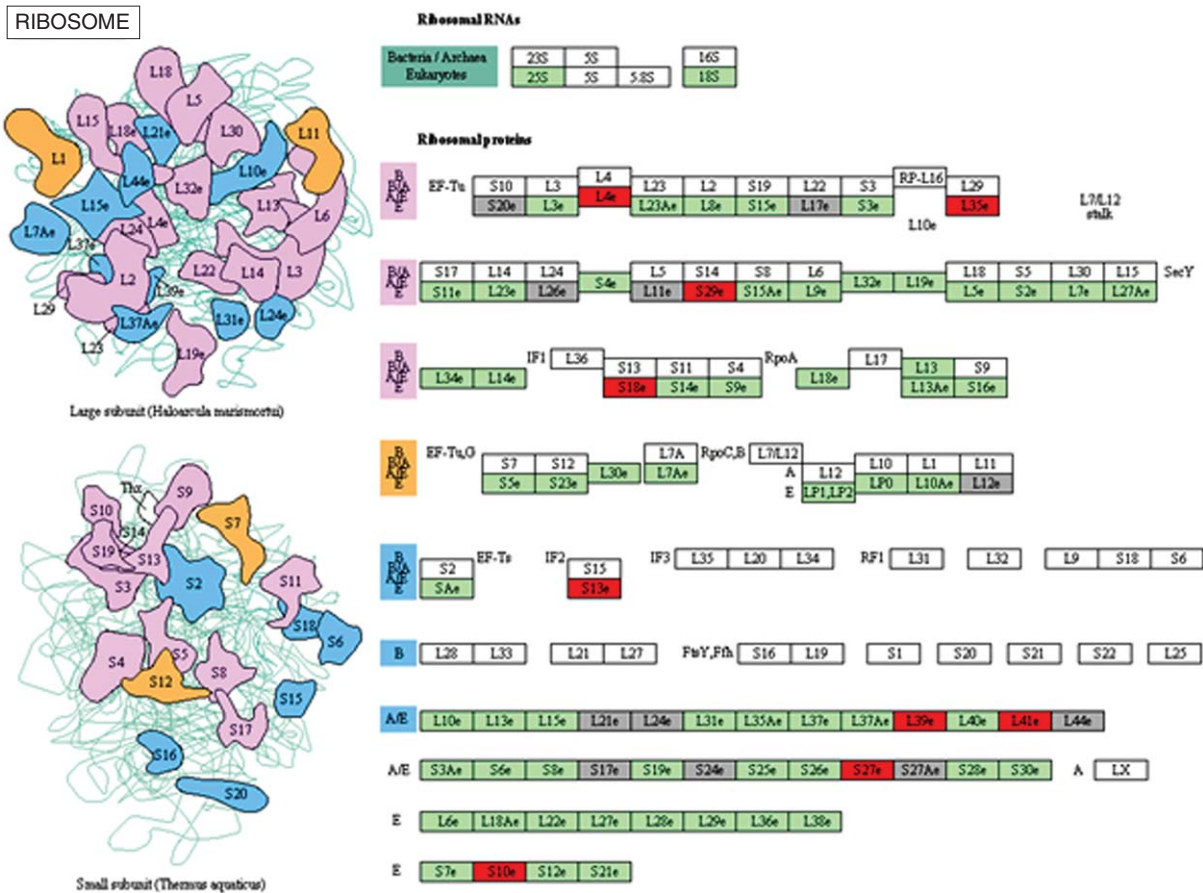 RIBOSOME
L18
L5
L15
L18e
L21e
L30
L11
L1
L44e
L10e
L32e
L15e
L13
L6
L7Ae
L24
L4e
L37e
L2
L39e
L22
L14
L3
L29
L37Ae
L31e
L24e
L23
L19e
Large subunit (Haloarcula marismortui)
Thx
S9
S10
S14
S7
S19
S13
S3
S2
S11
S18
S6
S4
S5
S8
S12
S15
S17
S16
S20
Small subunit (Thermus aquaticus)
Ribosomal RNAs
Bacteria / Archaea 23S 5S 16S
Eukaryotes 25S 5S 5.8S 18S
Ribosomal proteins
B
B/A
A/E
E
EF-Tu S10 L3 L4 L23 L2 S19 L22 S3 RP-L16 L29
S20e L3e L4e L23Ae L8e S15e L17e S3e L10e L35e
L7/L12
stalk
B
B/A
A/E
E
S17 L14 L24 L5 S14 S8 L6 L18 S5 L30 L15 SecY
S11e L23e L26e S4e L11e S29e S15Ae L9e L32e L19e L5e S2e L7e L27Ae
B
B/A
A/E
E
IF1 L36 S13 S11 S4 RpoA L17 L13 S9
L34e L14e S18e S14e S9e L18e L13Ae S16e
B
B/A
A/E
E
EF-Tu,G S7 S12 L7A RpoC,B L7/L12 L10 L1 L11
S5e S23e L30e L7Ae A L12 LP0 L10Ae L12e
E LP1,LP2
B
B/A
A/E
E
S2 EF-Ts IF2 S15 IF3 L35 L20 L34 RF1 L31 L32 L9 S18 S6
SAe S13e
B L28 L33 L21 L27 FtsY,Ffh S16 L19 S1 S20 S21 S22 L25
A/E L10e L13e L15e L21e L24e L31e L35Ae L37e L37Ae L39e L40e L41e L44e
A/E S3Ae S6e S8e S17e S19e S24e S25e S26e S27e S27Ae S28e S30e A LX
E L6e L18Ae L22e L27e L28e L29e L36e L38e
E S7e S10e S12e S21e